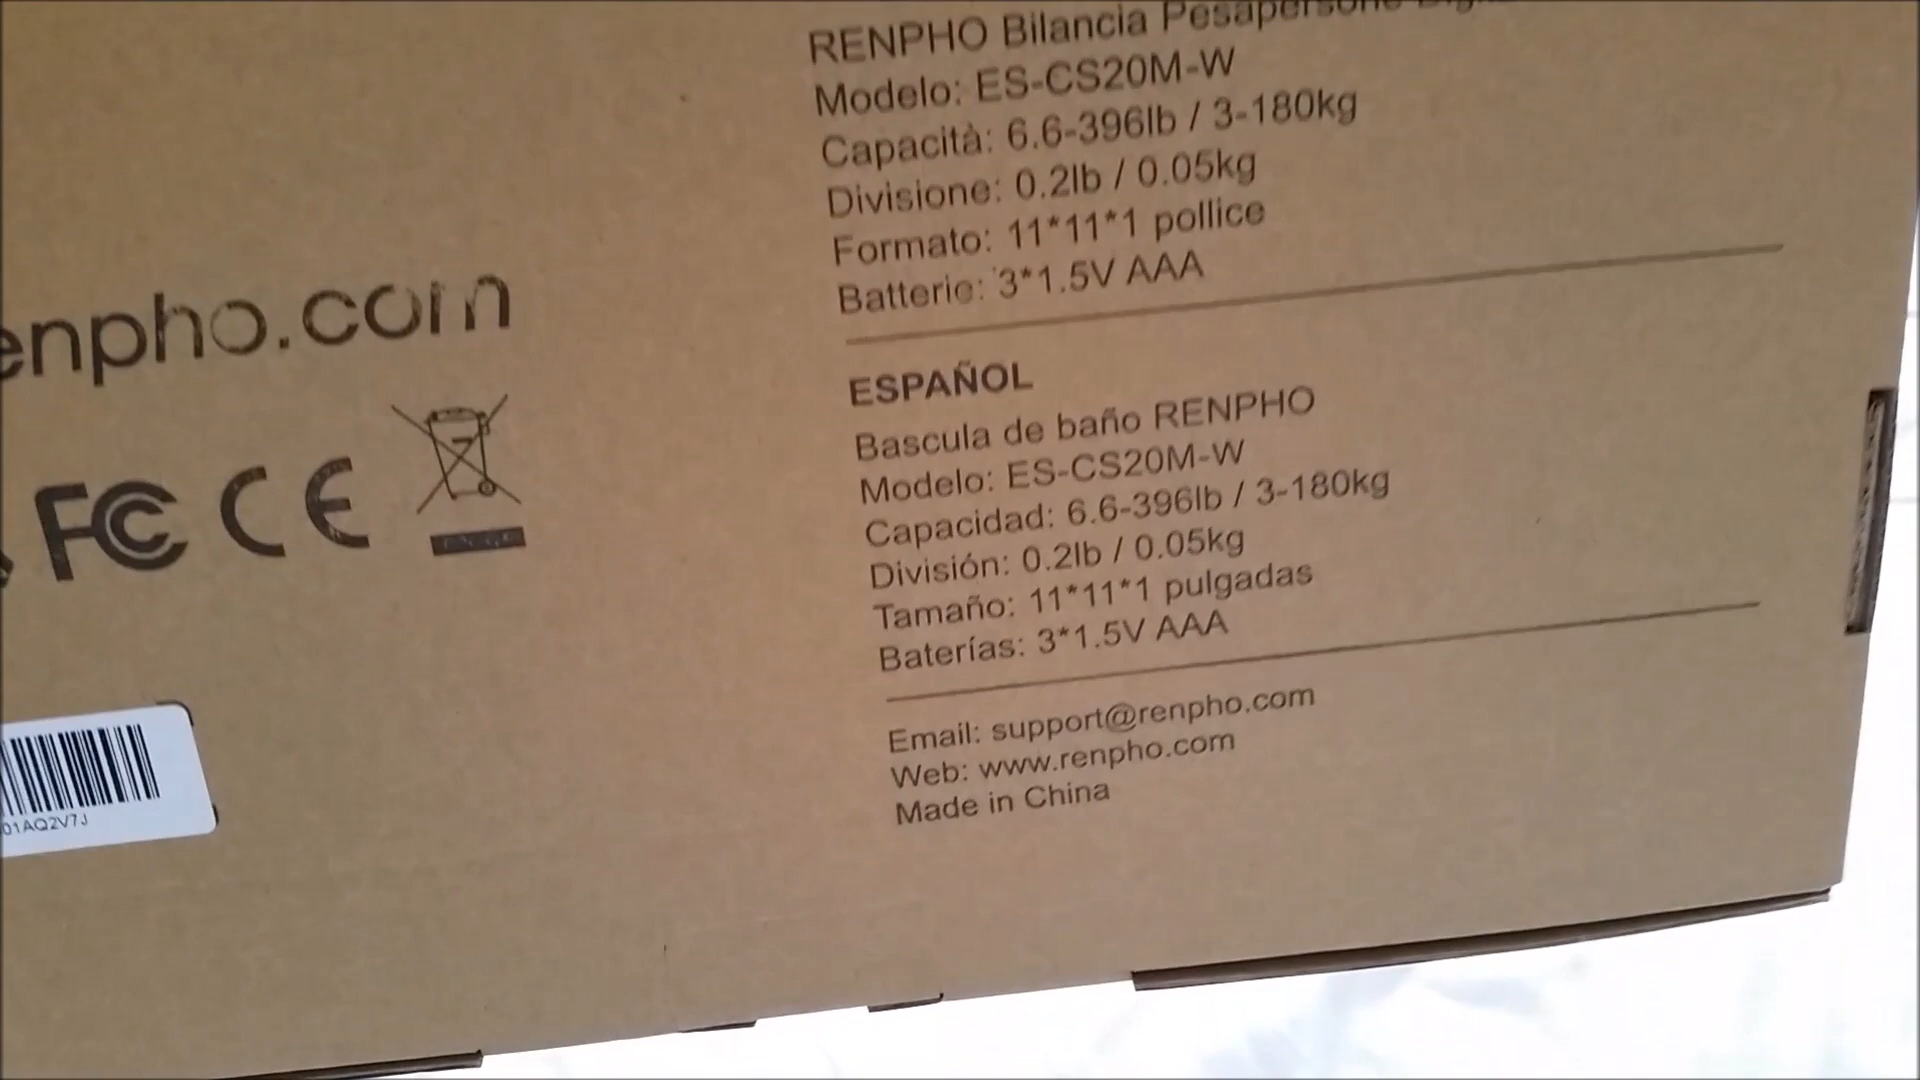 RENPHO Bilancia Pesapersone
Modelo: ES-CS20M-W
Capacità: 6.6-396lb / 3-180kg
Divisione: 0.2lb / 0.05kg
Formato: 11*11*1 pollice
Batterie: 3*1.5V AAA
ESPAÑOL
Bascula de baño RENPHO
Modelo: ES-CS20M-W
Capacidad: 6.6-396lb / 3-180kg
División: 0.2lb / 0.05kg
Tamaño: 11*11*1 pulgadas
Baterías: 3*1.5V AAA
Email: support@renpho.com
Web: www.renpho.com
Made in China
enpho.com
FC CE
01AQ2V7J